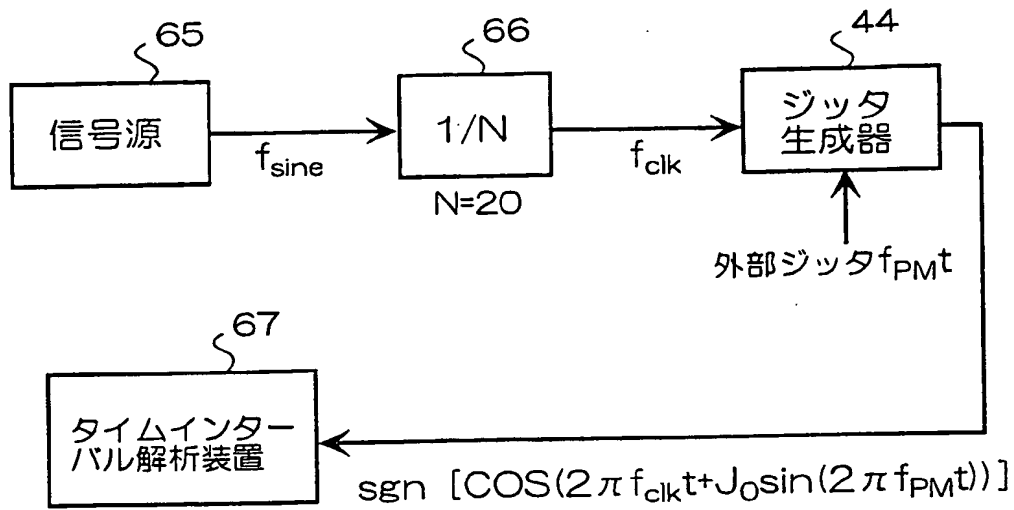 65
信号源
f_sine
66
1/N
N=20
f_clk
44
ジッタ
生成器
外部ジッタf_PMt
67
タイムインター
バル解析装置
sgn [COS(2πf_clkt+J_0sin(2πf_PMt))]